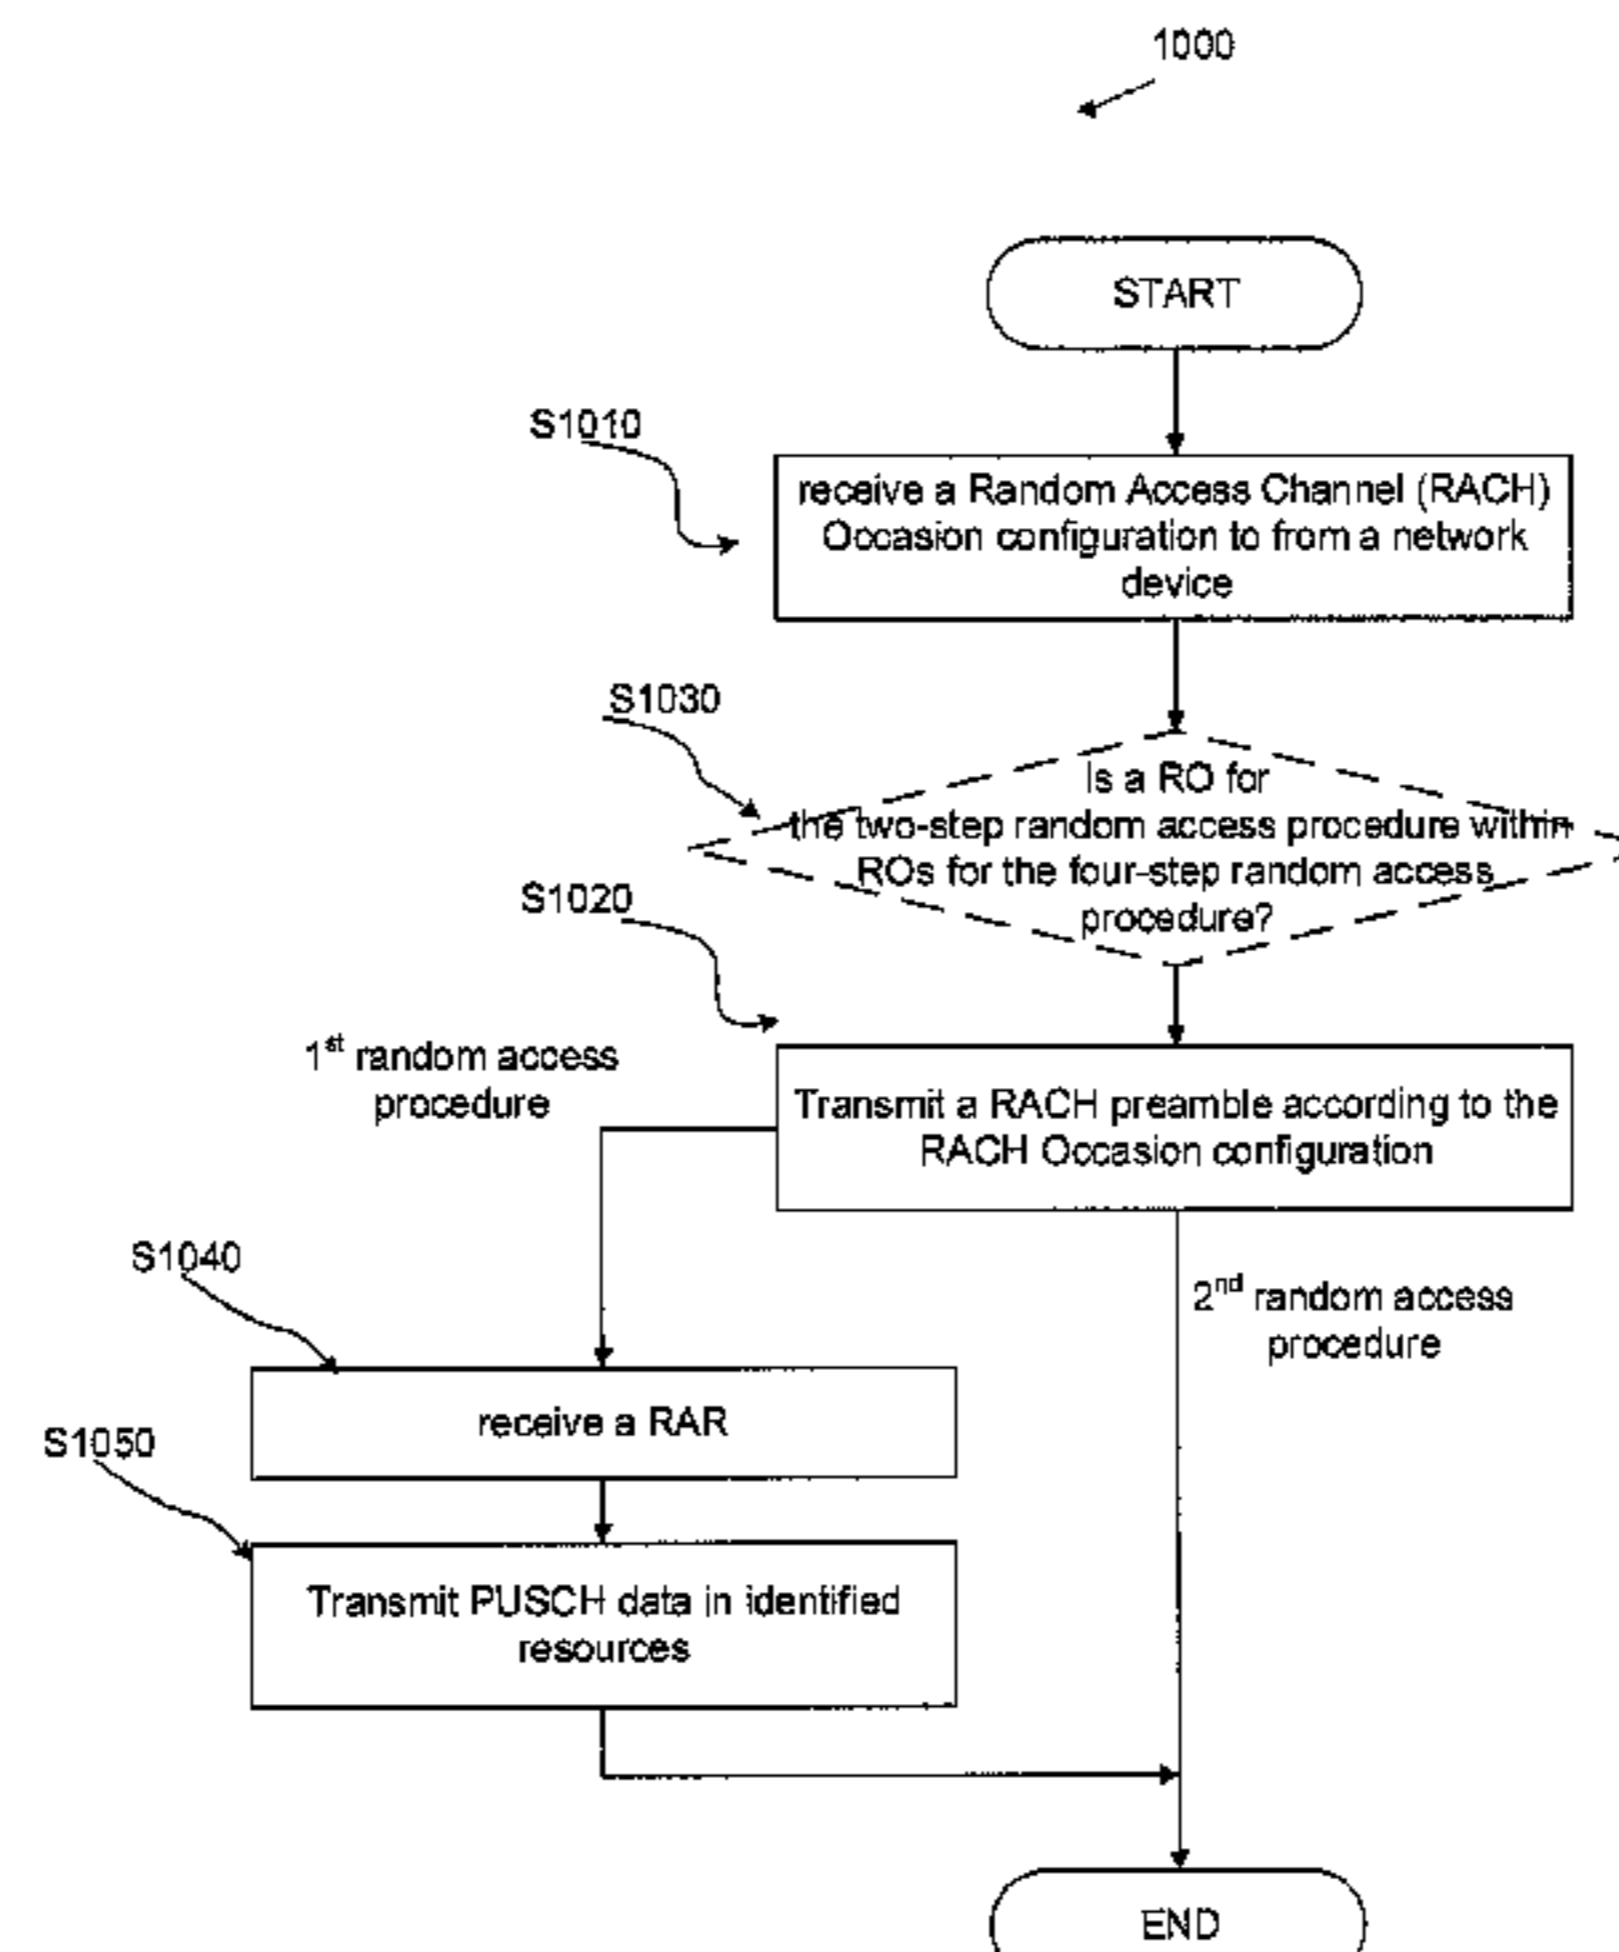 1000
START
S1010
receive a Random Access Channel (RACH)
Occasion configuration to from a network
device
S1030
Is a RO for
the two-step random access procedure within
ROs for the four-step random access
procedure?
S1020
1st random access
procedure
Transmit a RACH preamble according to the
RACH Occasion configuration
S1040
2nd random access
procedure
receive a RAR
S1050
Transmit PUSCH data in identified
resources
END